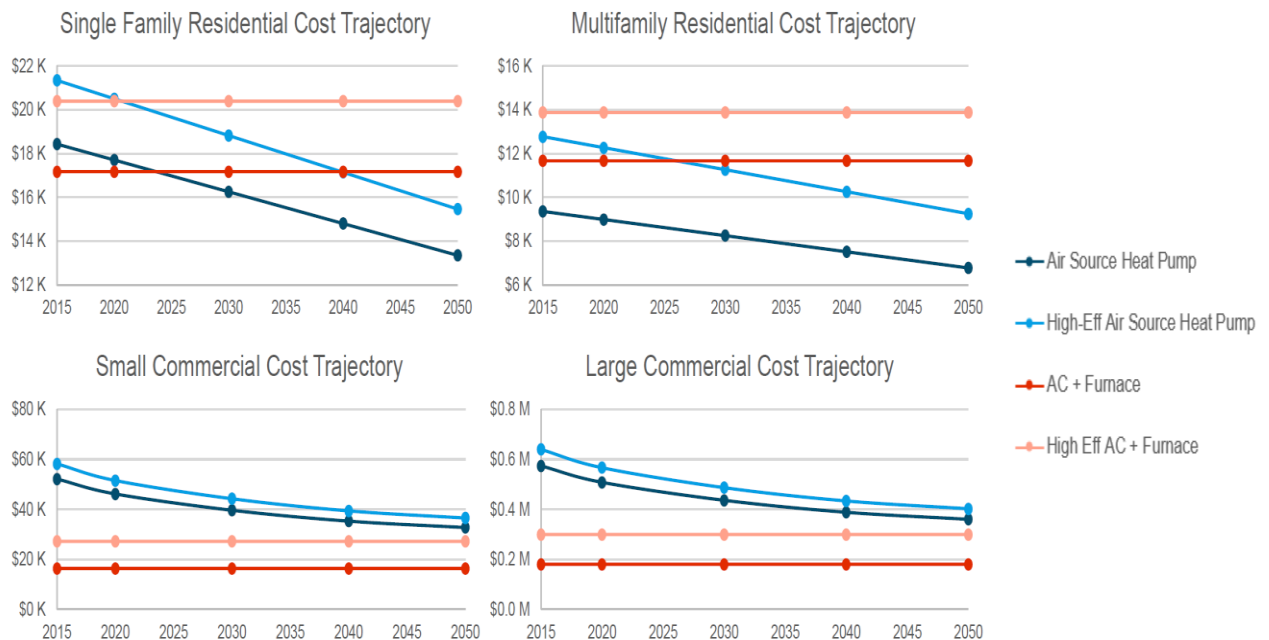 Single Family Residential Cost Trajectory
$22 K
$20 K
$18 K
$16 K
$14 K
$12 K
2015 2020 2025 2030 2035 2040 2045 2050
Multifamily Residential Cost Trajectory
$16 K
$14 K
$12 K
$10 K
$8 K
$6 K
2015 2020 2025 2030 2035 2040 2045 2050
Small Commercial Cost Trajectory
$80 K
$60 K
$40 K
$20 K
$0 K
2015 2020 2025 2030 2035 2040 2045 2050
Large Commercial Cost Trajectory
$0.8 M
$0.6 M
$0.4 M
$0.2 M
$0.0 M
2015 2020 2025 2030 2035 2040 2045 2050
Air Source Heat Pump
High-Eff Air Source Heat Pump
AC + Furnace
High Eff AC + Furnace